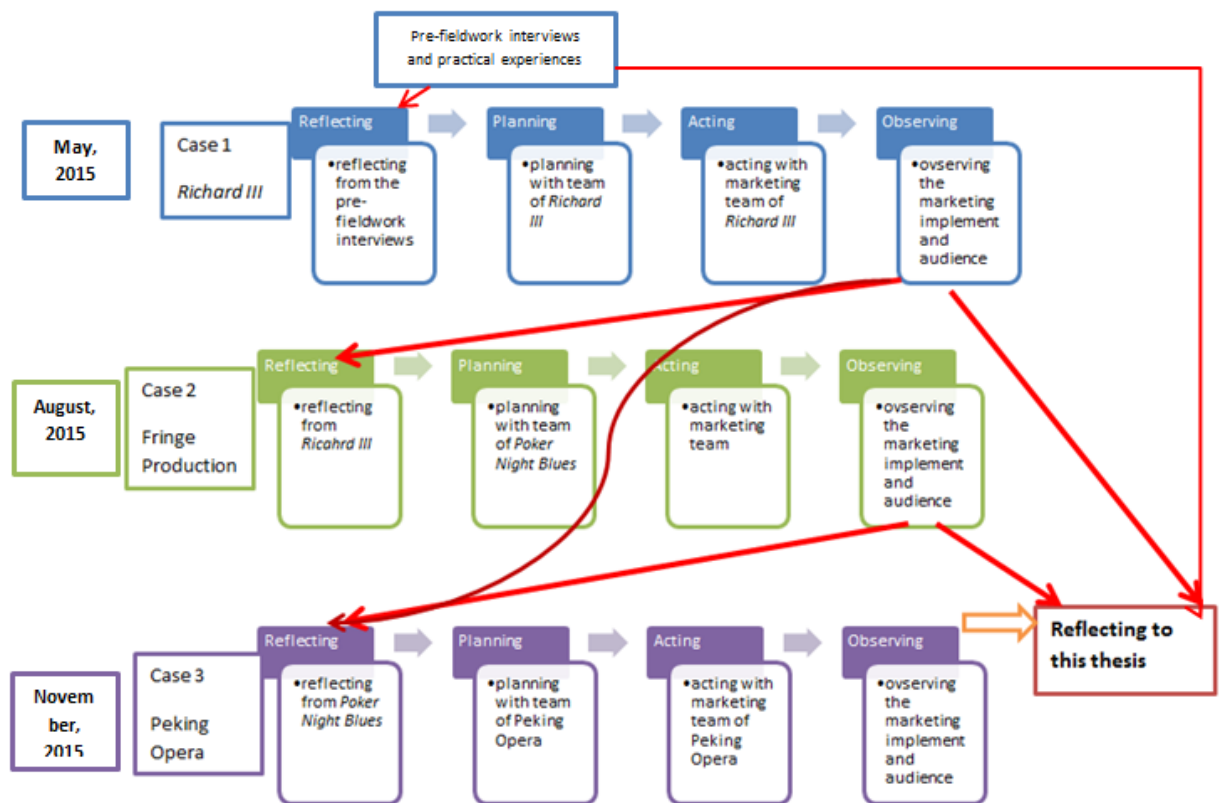 Pre-fieldwork interviews
and practical experiences
May,
2015
Case 1
Richard III
Reflecting
•reflecting
from the
pre-
fieldwork
interviews
Planning
•planning
with team
of Richard
III
Acting
•acting with
marketing
team of
Richard III
Observing
•ovserving
the
marketing
implement
and
audience
August,
2015
Case 2
Fringe
Production
Reflecting
•reflecting
from
Ricahrd III
Planning
•planning
with team
of Poker
Night Blues
Acting
•acting with
marketing
team
Observing
•ovserving
the
marketing
implement
and
audience
Novem
ber,
2015
Case 3
Peking
Opera
Reflecting
•reflecting
from Poker
Night Blues
Planning
•planning
with team
of Peking
Opera
Acting
•acting with
marketing
team of
Peking
Opera
Observing
•ovserving
the
marketing
implement
and
audience
Reflecting to
this thesis